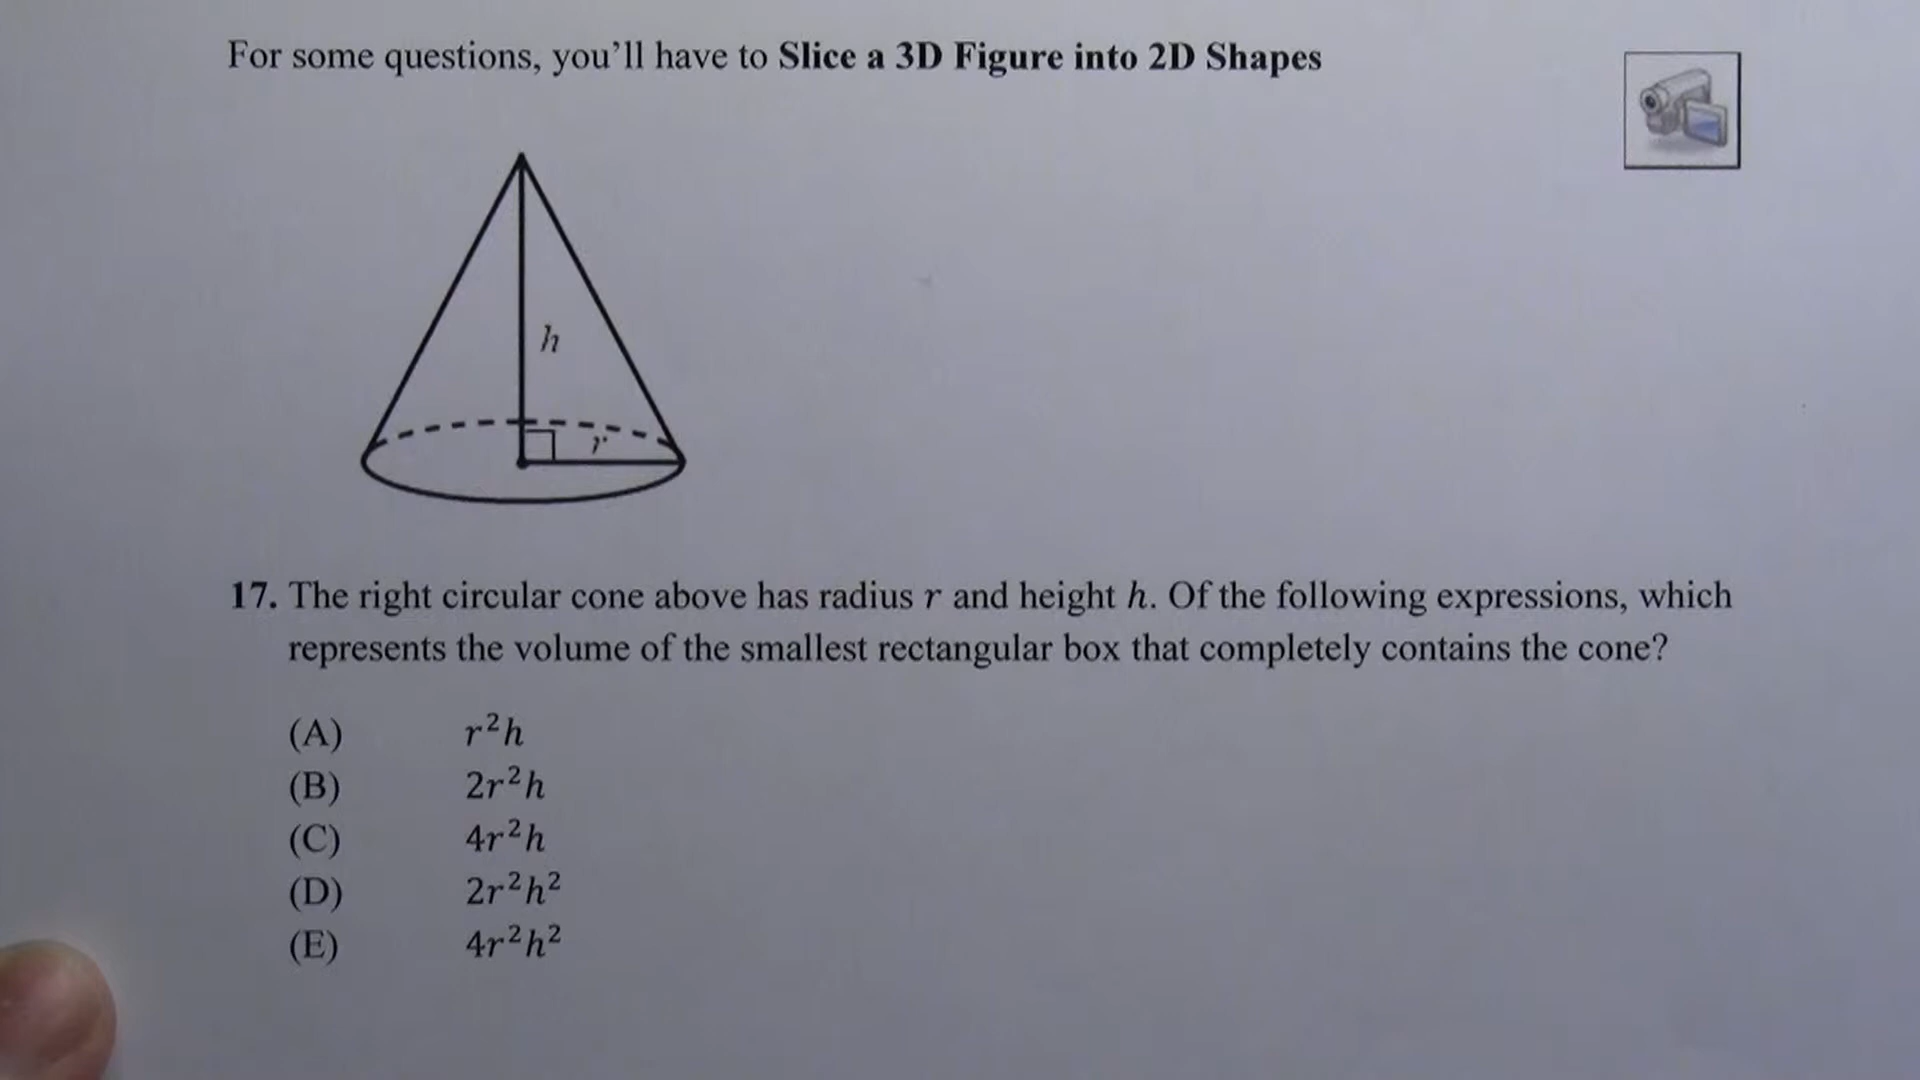 For some questions, you'll have to Slice a 3D Figure into 2D Shapes
h
r
17. The right circular cone above has radius r and height h. Of the following expressions, which
represents the volume of the smallest rectangular box that completely contains the cone?
(A) r²h
(B) 2r²h
(C) 4r²h
(D) 2r²h²
(E) 4r²h²